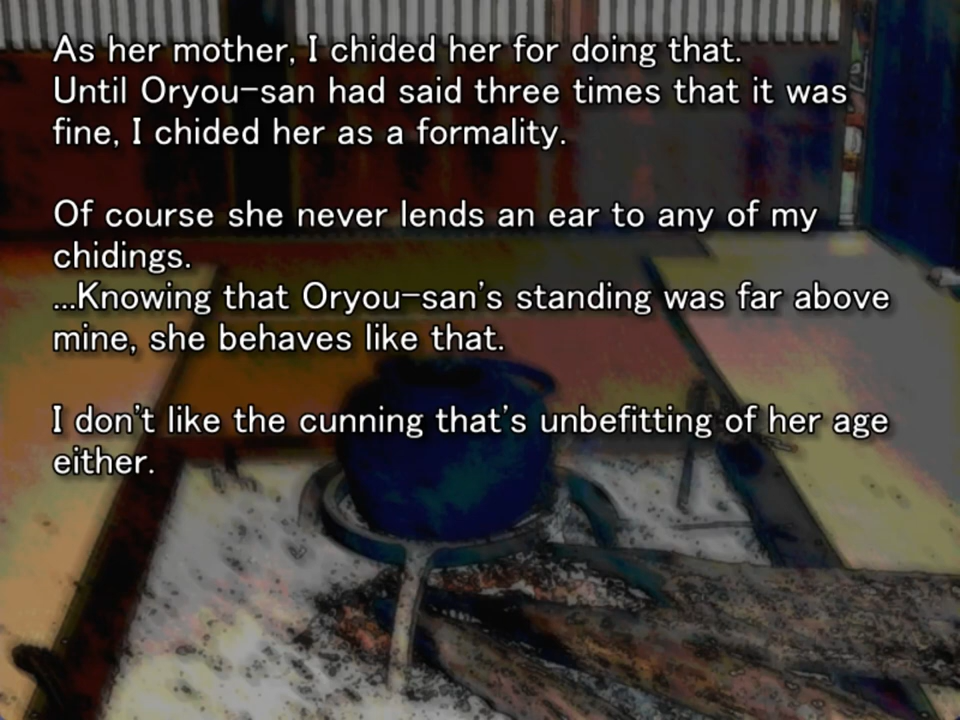 As her mother, I chided her for doing that.
Until Oryou-san had said three times that it was
fine, I chided her as a formality.
Of course she never lends an ear to any of my
chidings.
...Knowing that Oryou-san's standing was far above
mine, she behaves like that.
I don't like the cunning that's unbefitting of her age
either.